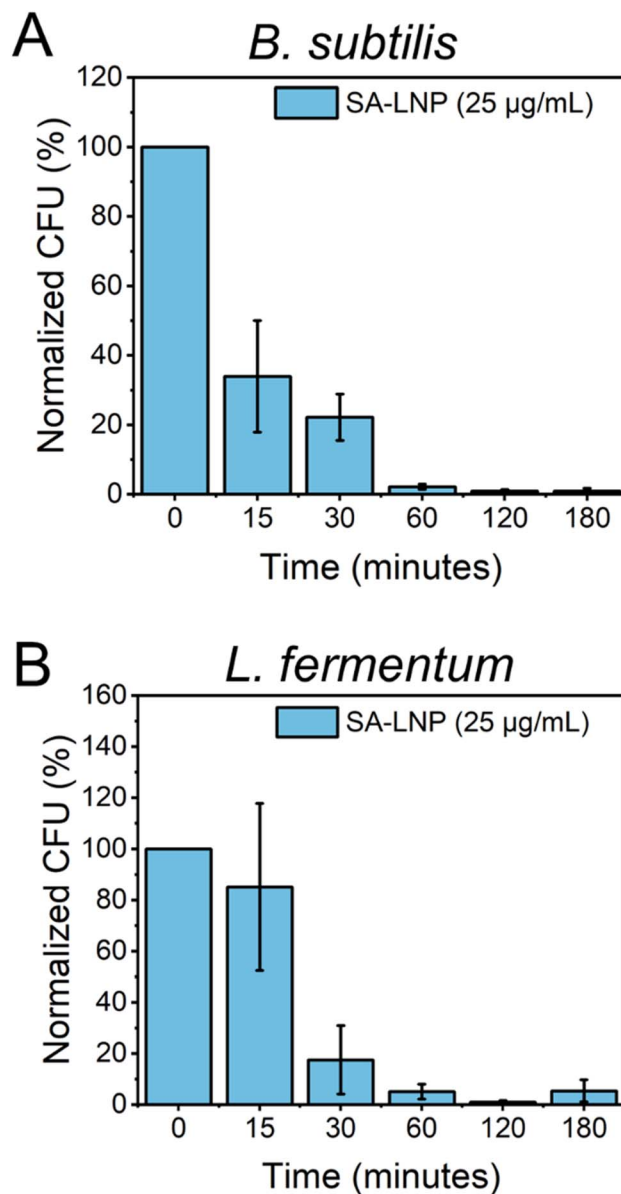 A
B. subtilis
SA-LNP (25 µg/mL)
Normalized CFU (%)
120
100
80
60
40
20
0
0 15 30 60 120 180
Time (minutes)
B
L. fermentum
SA-LNP (25 µg/mL)
Normalized CFU (%)
160
140
120
100
80
60
40
20
0
0 15 30 60 120 180
Time (minutes)